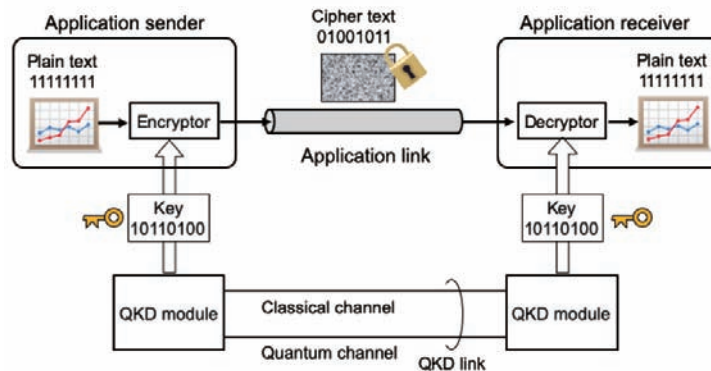 Application sender
Plain text
11111111
Encryptor
Cipher text
01001011
Application link
Application receiver
Plain text
11111111
Decryptor
Key
10110100
Key
10110100
QKD module
Classical channel
Quantum channel
QKD link
QKD module